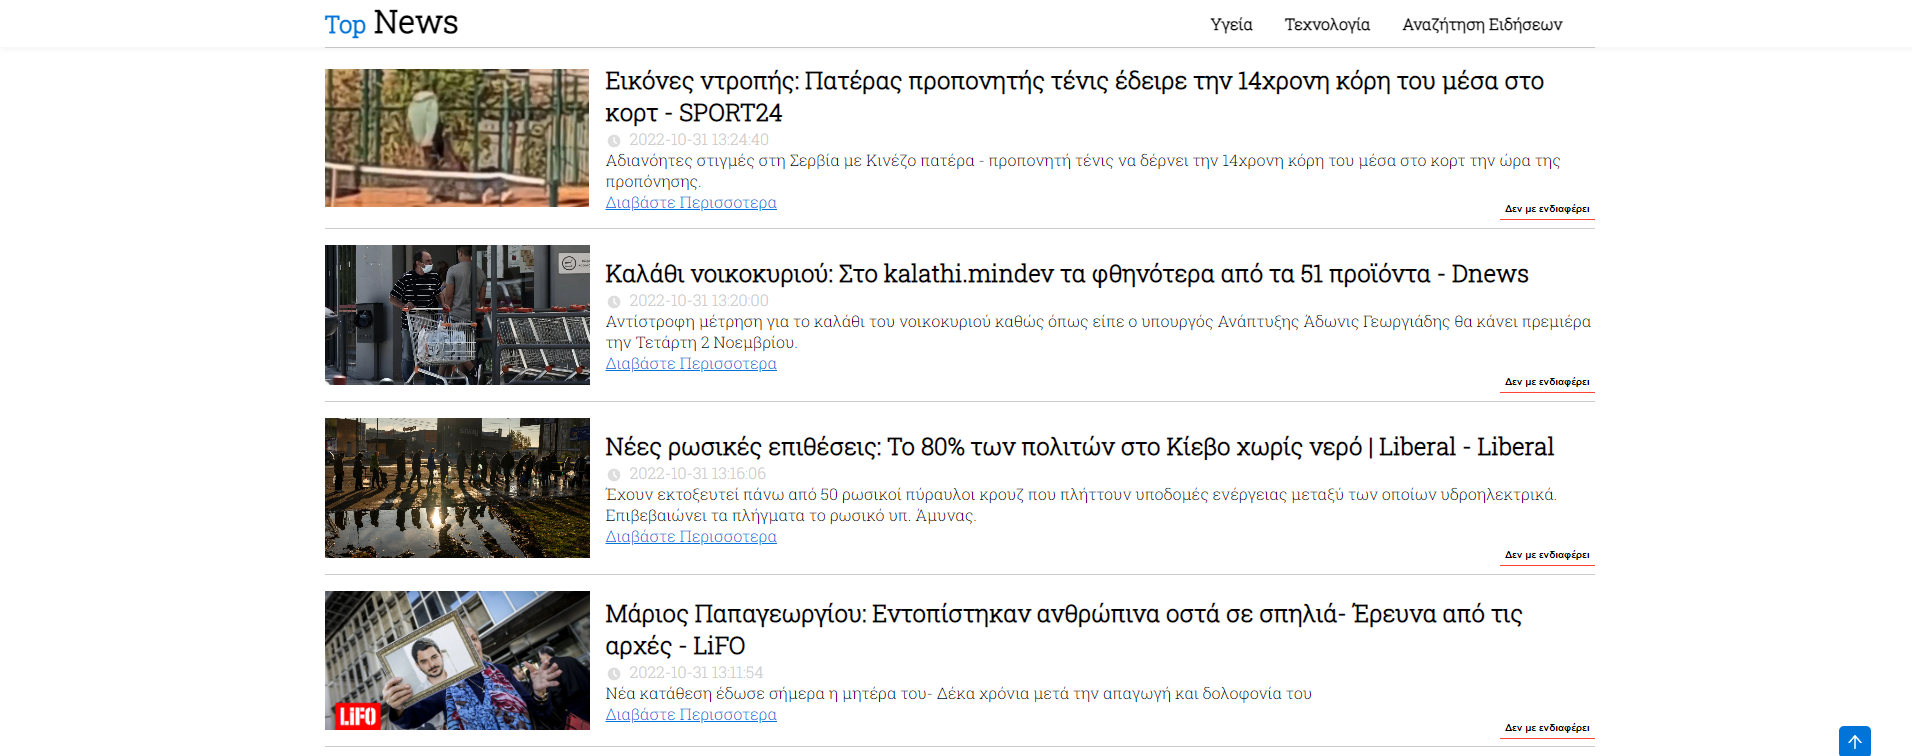 Top News
Υγεία Τεχνολογία Αναζήτηση Ειδήσεων
Εικόνες ντροπής: Πατέρας προπονητής τένις έδειρε την 14χρονη κόρη του μέσα στο
κορτ - SPORT24
2022-10-31 13:24:40
Αδιανόητες στιγμές στη Σερβία με Κινέζο πατέρα - προπονητή τένις να δέρνει την 14χρονη κόρη του μέσα στο κορτ την ώρα της
προπόνησης.
Διαβάστε Περισσοτερα
Δεν με ενδιαφέρει
Καλάθι νοικοκυριού: Στο kalathi.mindev τα φθηνότερα από τα 51 προϊόντα - Dnews
2022-10-31 13:20:00
Αντίστροφη μέτρηση για το καλάθι του νοικοκυριού καθώς όπως είπε ο υπουργός Ανάπτυξης Άδωνις Γεωργιάδης θα κάνει πρεμιέρα
την Τετάρτη 2 Νοεμβρίου.
Διαβάστε Περισσοτερα
Δεν με ενδιαφέρει
Νέες ρωσικές επιθέσεις: Το 80% των πολιτών στο Κίεβο χωρίς νερό | Liberal - Liberal
2022-10-31 13:16:06
Έχουν εκτοξευτεί πάνω από 50 ρωσικοί πύραυλοι κρουζ που πλήττουν υποδομές ενέργειας μεταξύ των οποίων υδροηλεκτρικά.
Επιβεβαιώνει τα πλήγματα το ρωσικό υπ. Άμυνας.
Διαβάστε Περισσοτερα
Δεν με ενδιαφέρει
Μάριος Παπαγεωργίου: Εντοπίστηκαν ανθρώπινα οστά σε σπηλιά- Έρευνα από τις
αρχές - LiFO
2022-10-31 13:11:54
Νέα κατάθεση έδωσε σήμερα η μητέρα του- Δέκα χρόνια μετά την απαγωγή και δολοφονία του
Διαβάστε Περισσοτερα
LiFO
Δεν με ενδιαφέρει